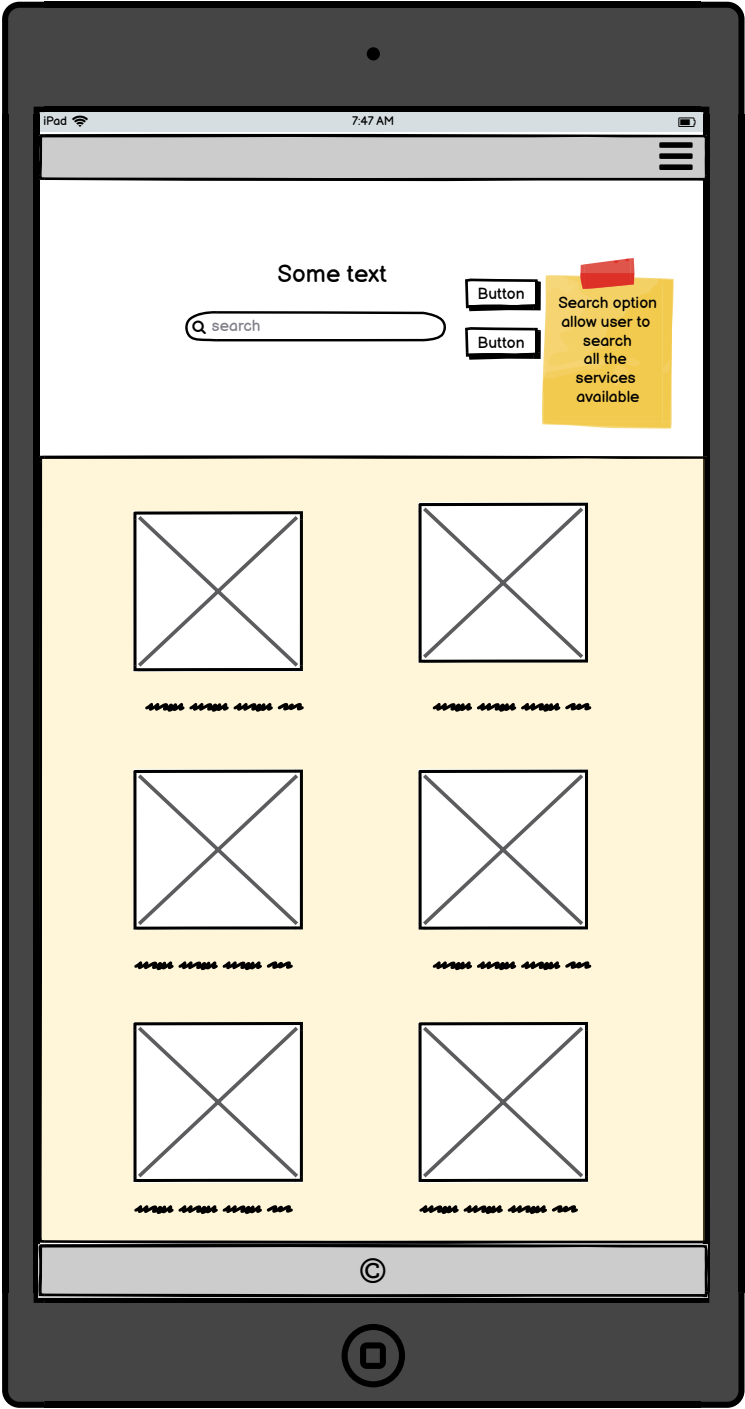 iPad
7:47 AM
Some text
search
Button
Button
Search option
allow user to
search
all the
services
available
©